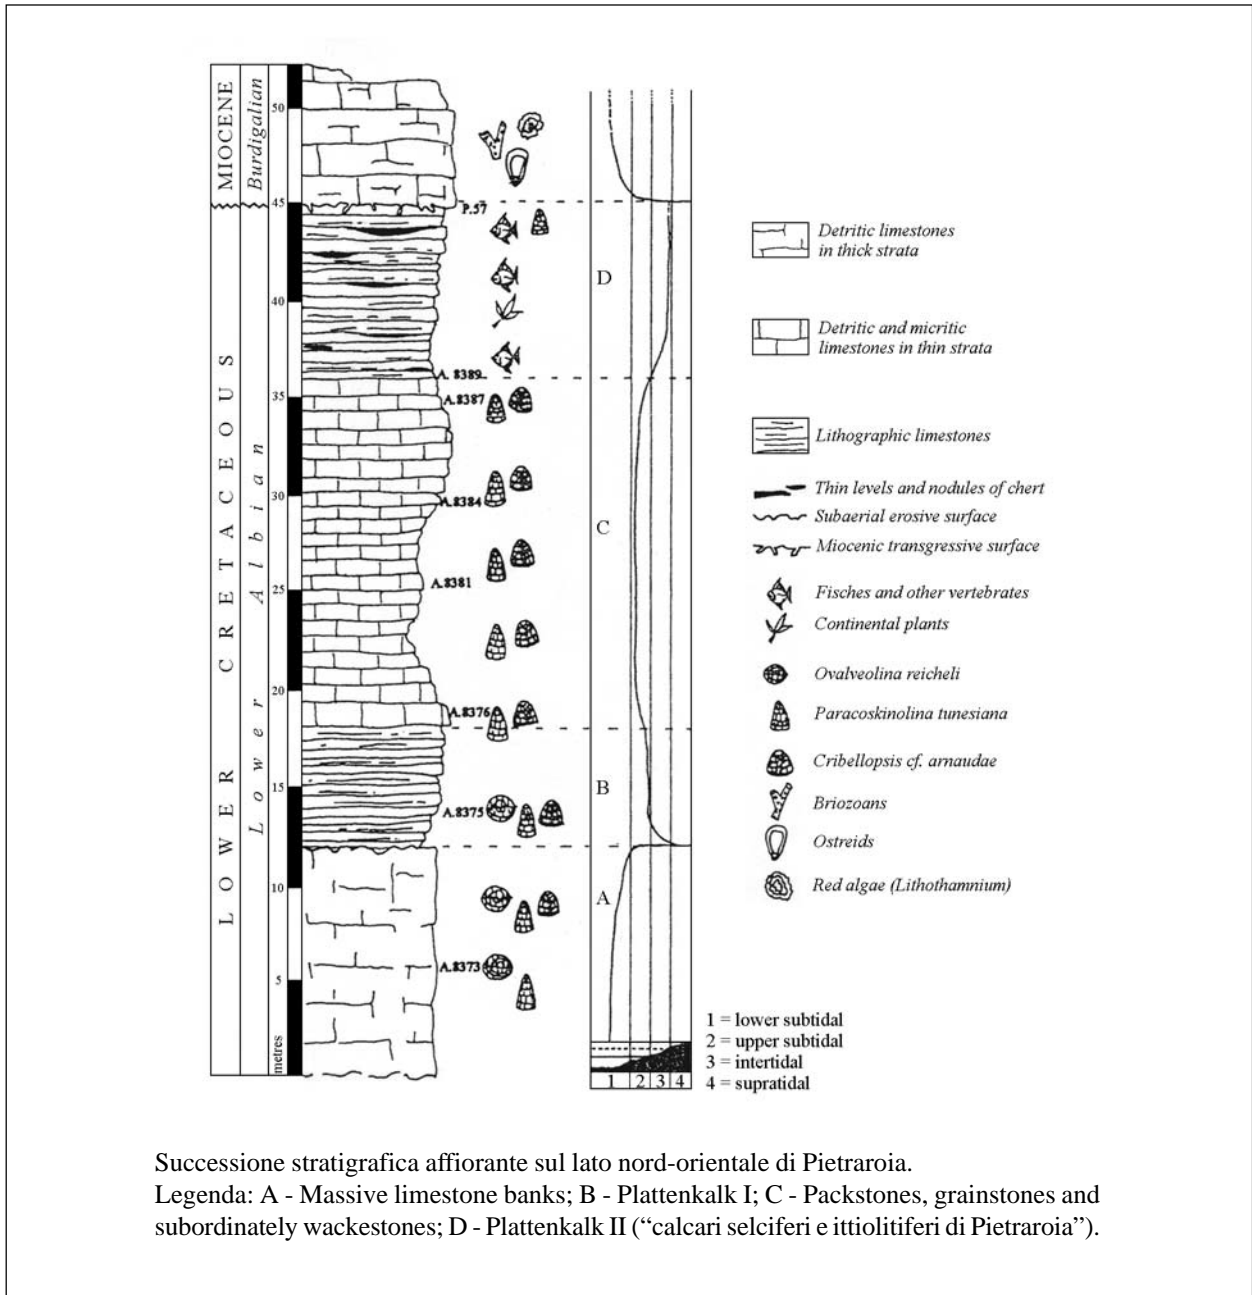 MIOCENE
Burdigalian
LOWER CRETACEOUS
Lower Albian
50
45
40
35
30
25
20
15
10
5
metres
P.57
A. 8389
A.8387
A.8384
A.8381
A.8376
A.8375
A.8373
D
C
B
A
1 2 3 4
1 = lower subtidal
2 = upper subtidal
3 = intertidal
4 = supratidal
Detritic limestones
in thick strata
Detritic and micritic
limestones in thin strata
Lithographic limestones
Thin levels and nodules of chert
Subaerial erosive surface
Miocenic transgressive surface
Fisches and other vertebrates
Continental plants
Ovalveolina reicheli
Paracoskinolina tunesiana
Cribellopsis cf. arnaudae
Briozoans
Ostreids
Red algae (Lithothamnium)
Successione stratigrafica affiorante sul lato nord-orientale di Pietraroia.
Legenda: A - Massive limestone banks; B - Plattenkalk I; C - Packstones, grainstones and
subordinately wackestones; D - Plattenkalk II (“calcari selciferi e ittiolitiferi di Pietraroia”).